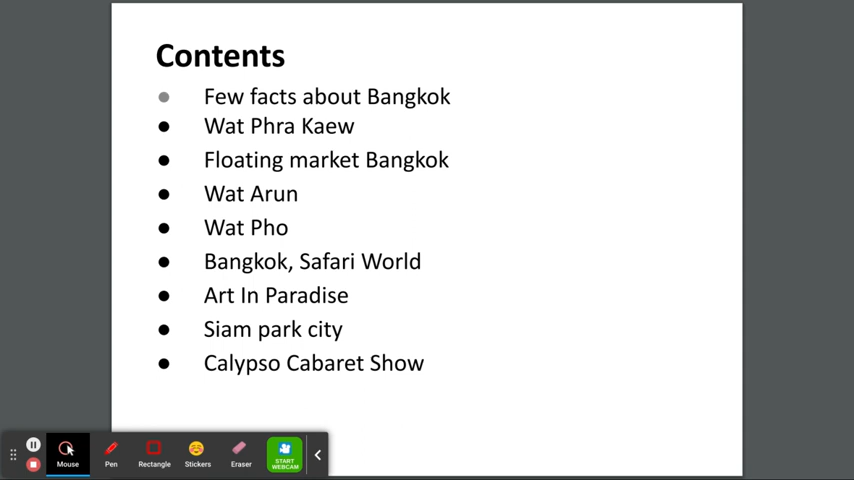 Contents
Few facts about Bangkok
Wat Phra Kaew
Floating market Bangkok
Wat Arun
Wat Pho
Bangkok, Safari World
Art In Paradise
Siam park city
Calypso Cabaret Show
Mouse
Pen
Rectangle
Stickers
Eraser
START
WEBCAM